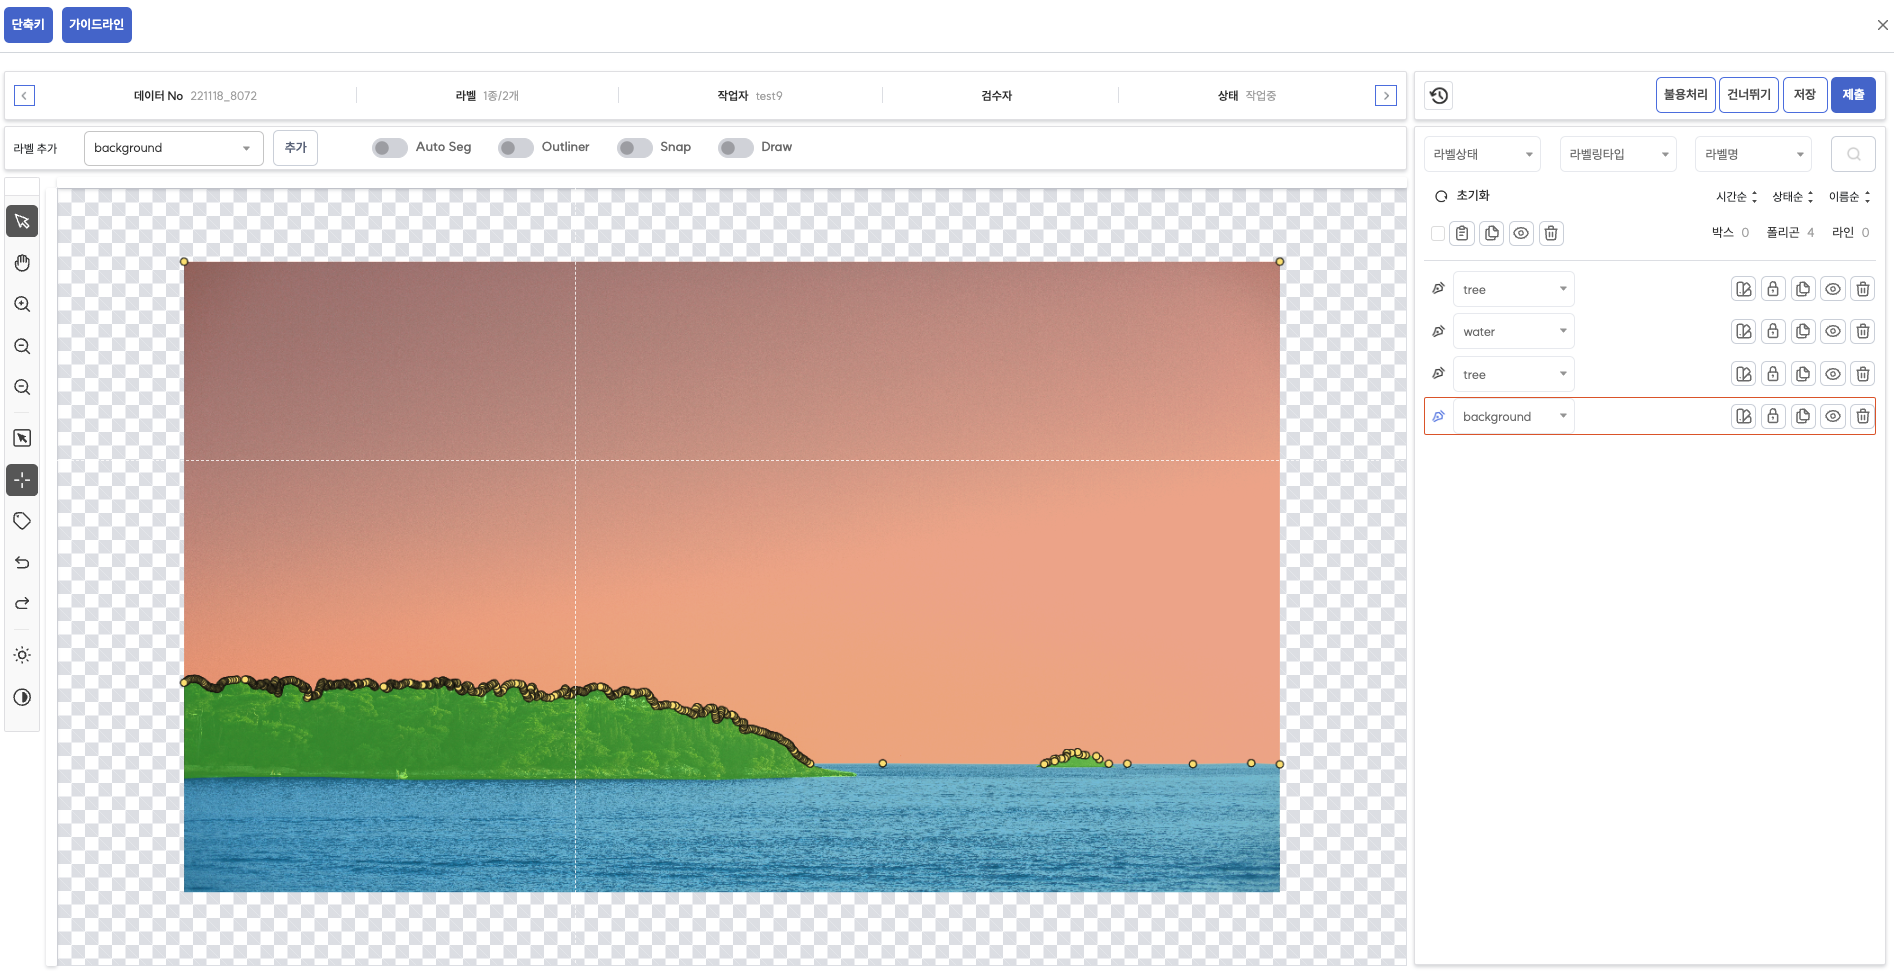 단축키 가이드라인
데이터 No 221118_8072 라벨 1종/2개 작업자 test9 검수자 상태 작업중
불용처리 건너뛰기 저장 제출
라벨 추가 background 추가 Auto Seg Outliner Snap Draw
라벨상태 라벨링타입 라벨명
초기화 시간순 상태순 이름순
박스 0 폴리곤 4 라인 0
tree
water
tree
background